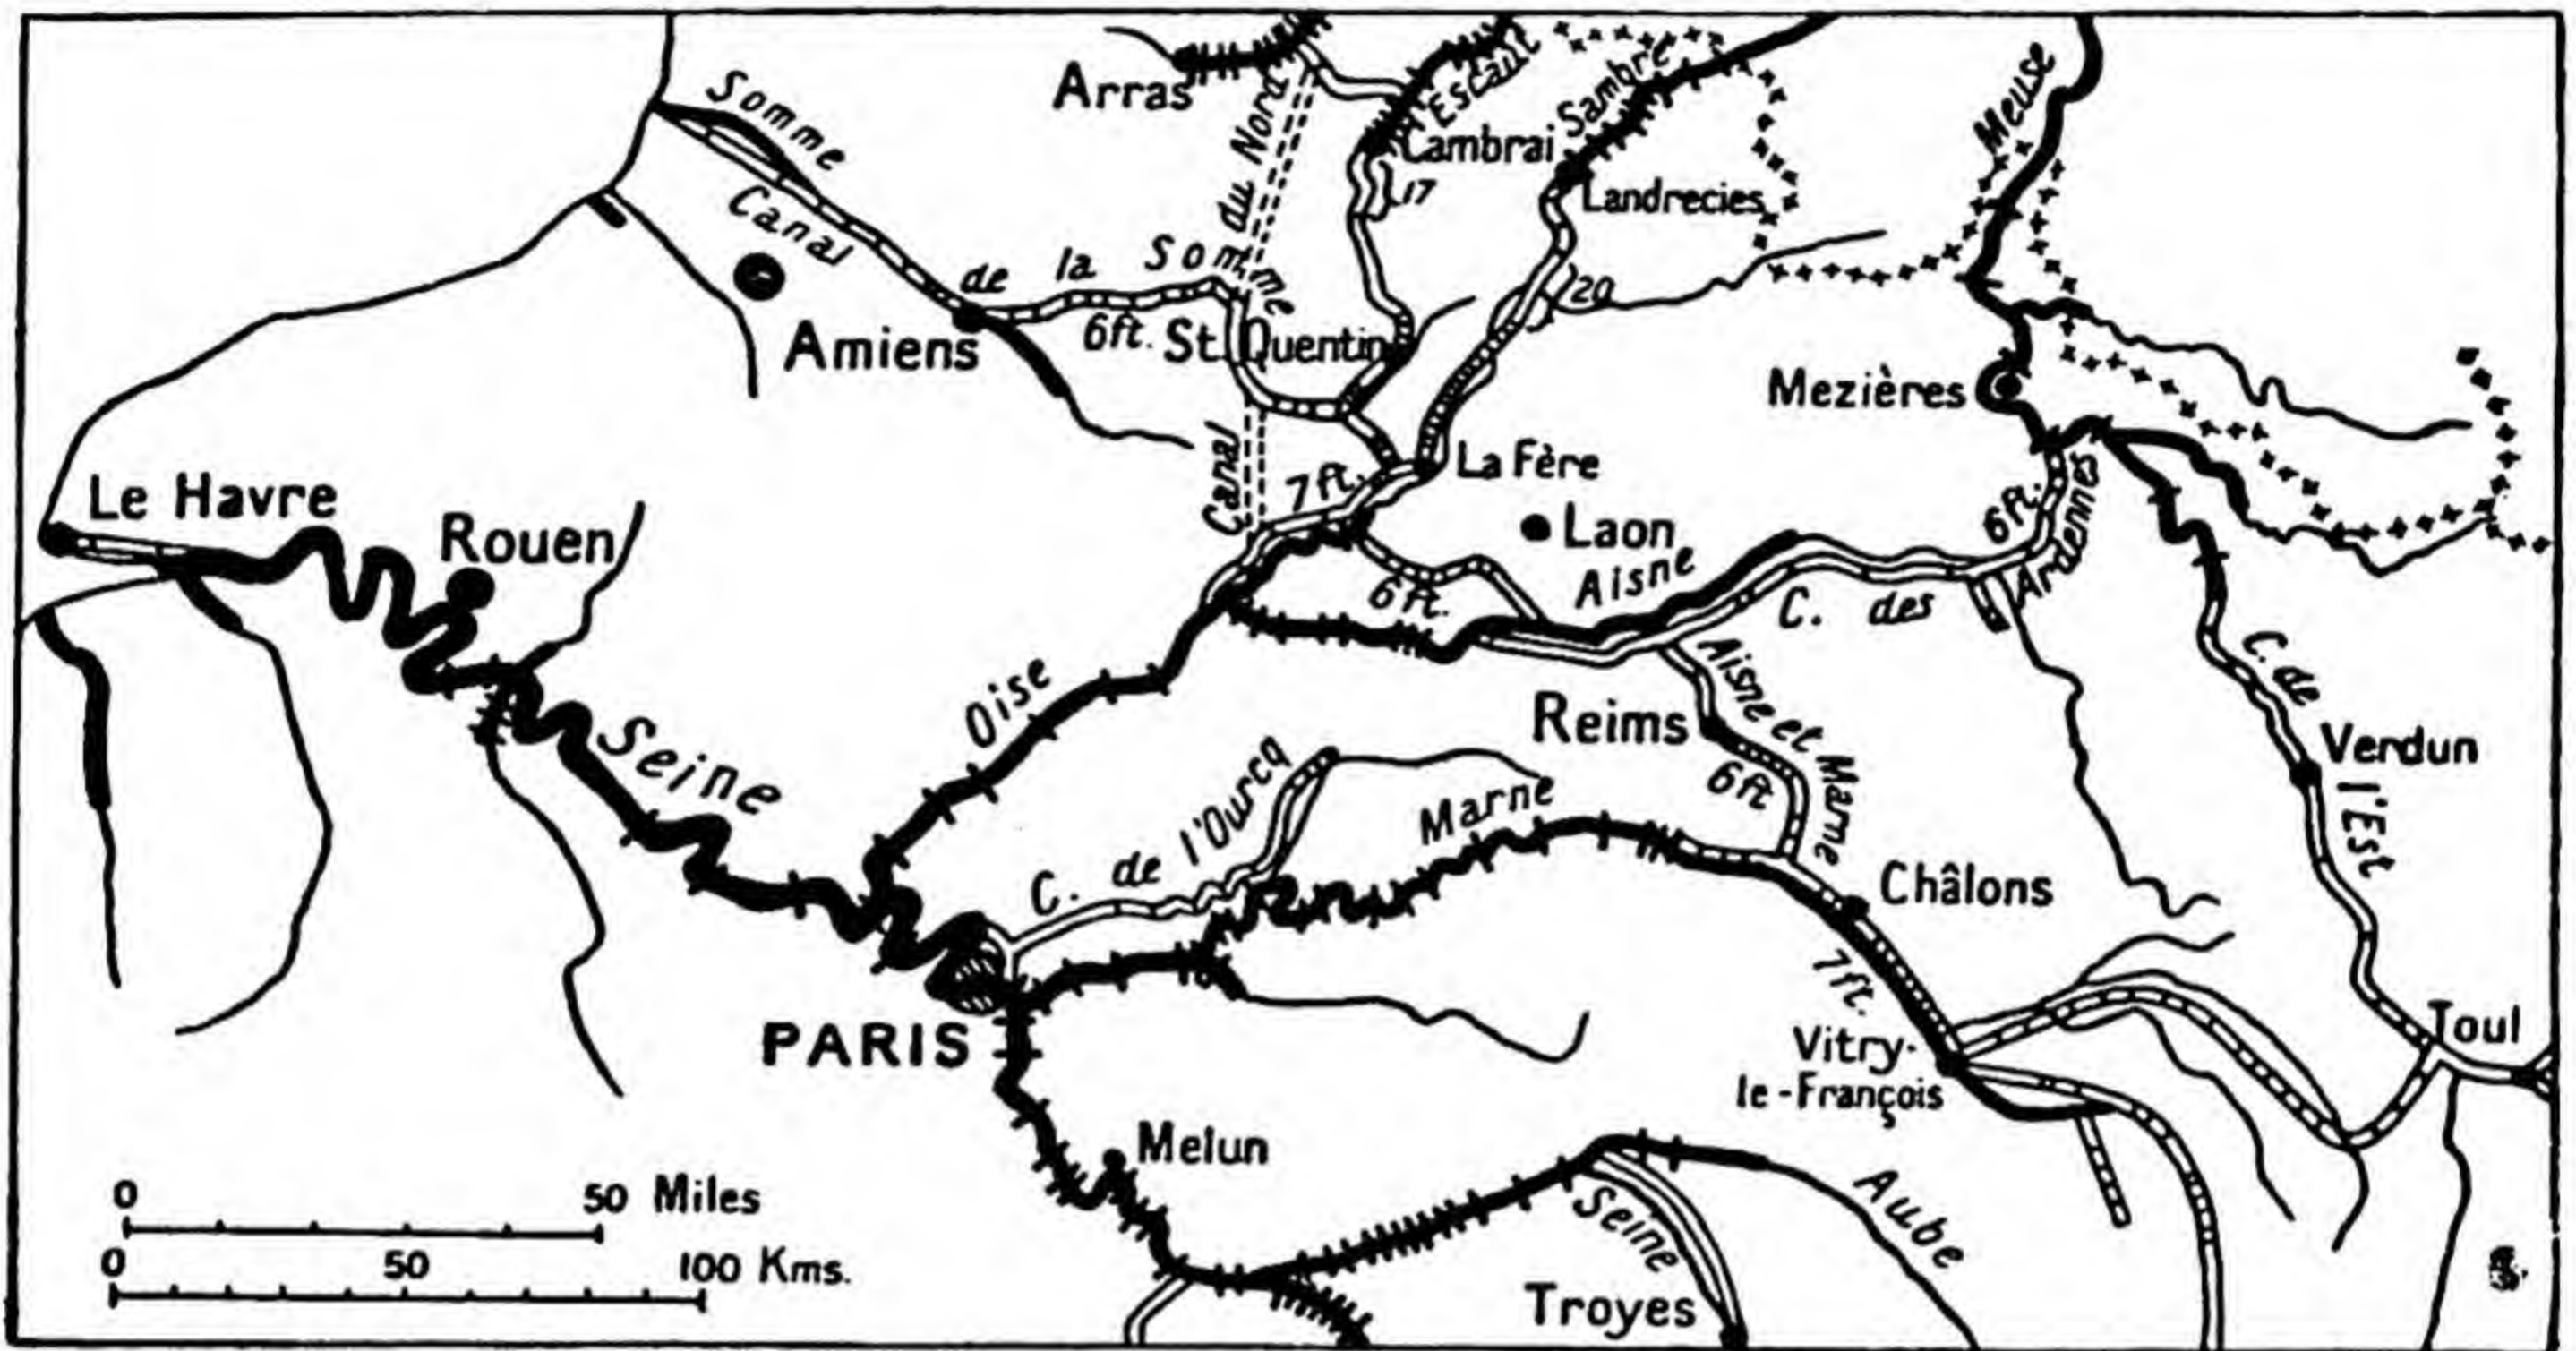 Somme
Arras
du Nord
l'Escaut
Sambre
Meuse
Cambrai
17
Landrecies
Canal
de la Somme
20
6ft.
St. Quentin
Amiens
Mezières
Canal
7ft.
La Fère
Le Havre
Rouen
Laon
Aisne
6ft.
6ft.
C. des Ardennes
Oise
Aisne et Marne
Reims
C. de l'Est
Verdun
Seine
6ft
C. de l'Ourcq
Marne
Châlons
7ft.
PARIS
Toul
Vitry-
le-François
Melun
Seine
Aube
Troyes
0 50 Miles
0 50 100 Kms.